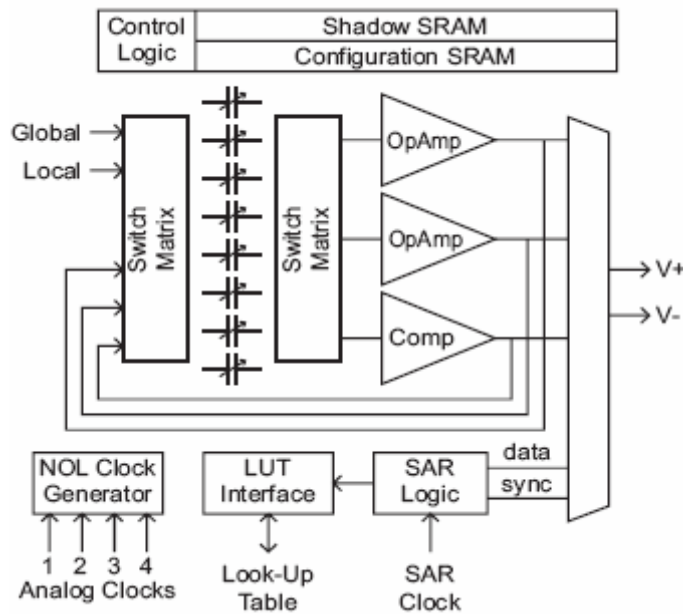 Control
Logic
Shadow SRAM
Configuration SRAM
Global
Local
Switch
Matrix
Switch
Matrix
OpAmp
OpAmp
Comp
V+
V-
NOL Clock
Generator
LUT
Interface
SAR
Logic
data
sync
1 2 3 4
Analog Clocks
Look-Up
Table
SAR
Clock